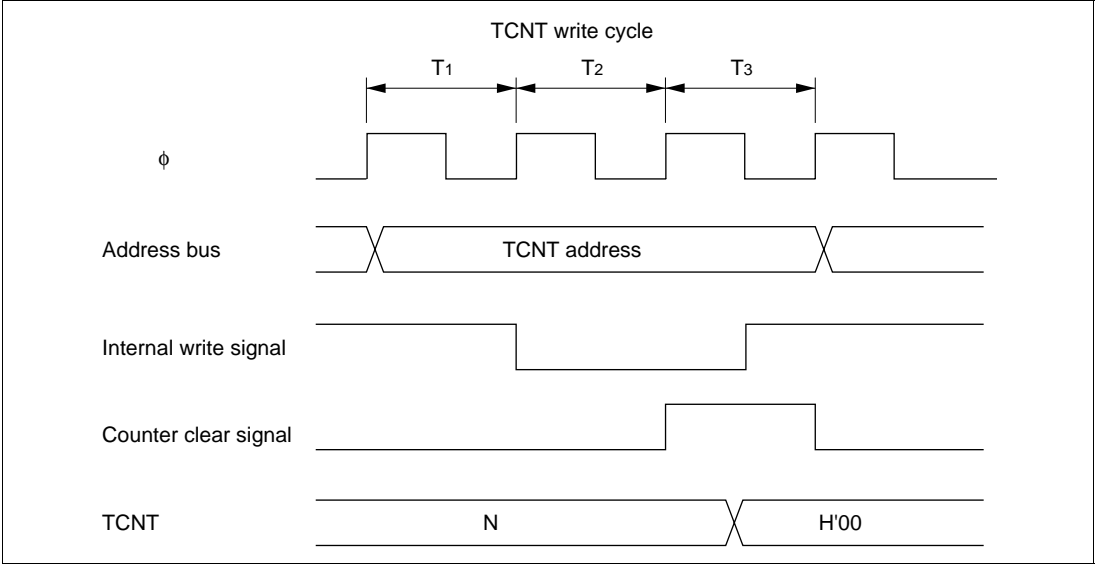 TCNT write cycle
T1 T2 T3
φ
Address bus TCNT address
Internal write signal
Counter clear signal
TCNT N H'00